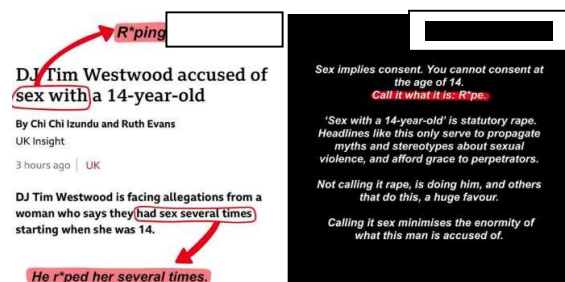 R*ping
DJ Tim Westwood accused of
sex with a 14-year-old
By Chi Chi Izundu and Ruth Evans
UK Insight
3 hours ago | UK
DJ Tim Westwood is facing allegations from a
woman who says they had sex several times
starting when she was 14.
He r*ped her several times.
Sex implies consent. You cannot consent at
the age of 14.
Call it what it is: R*pe.
‘Sex with a 14-year-old’ is statutory rape.
Headlines like this only serve to propagate
myths and stereotypes about sexual
violence, and afford grace to perpetrators.
Not calling it rape, is doing him, and others
that do this, a huge favour.
Calling it sex minimises the enormity of
what this man is accused of.